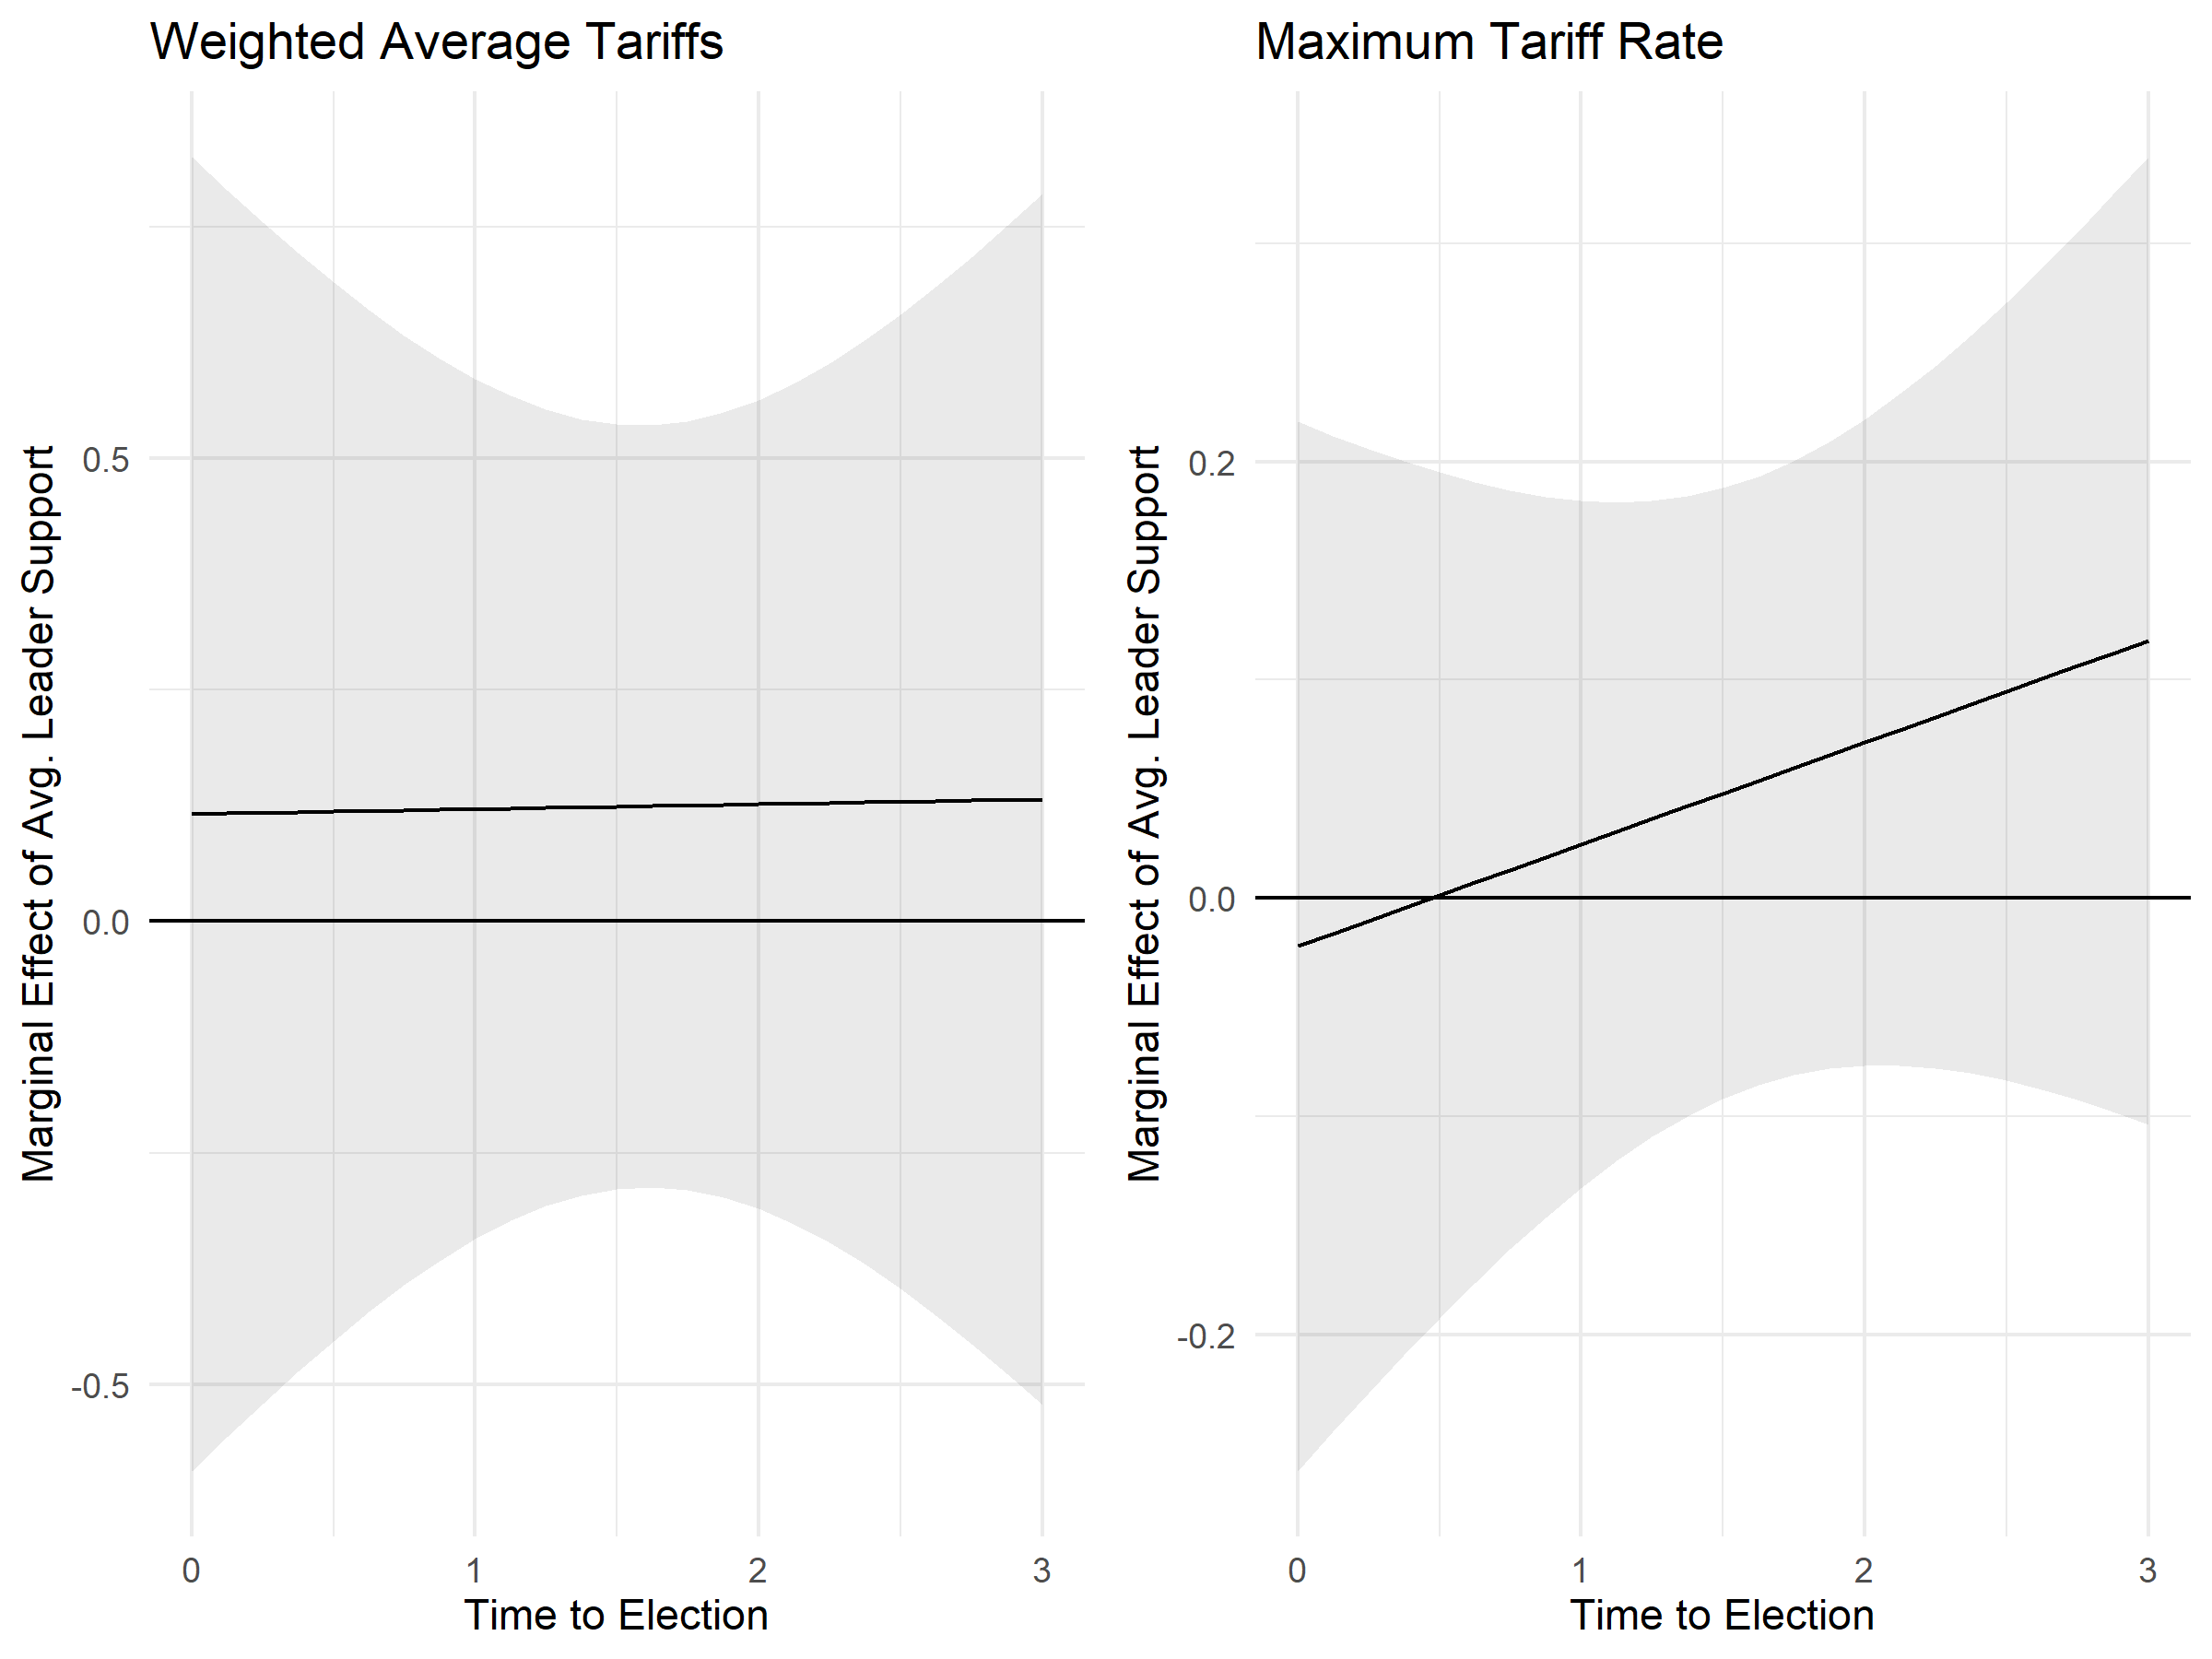 Weighted Average Tariffs
Marginal Effect of Avg. Leader Support
0.5
0.0
-0.5
0
1
2
3
Time to Election
Maximum Tariff Rate
Marginal Effect of Avg. Leader Support
0.2
0.0
-0.2
0
1
2
3
Time to Election